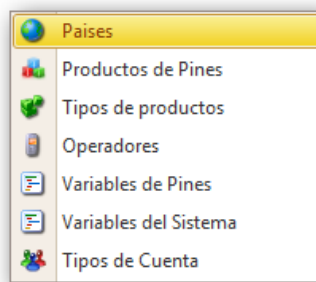 Paises
Productos de Pines
Tipos de productos
Operadores
Variables de Pines
Variables del Sistema
Tipos de Cuenta